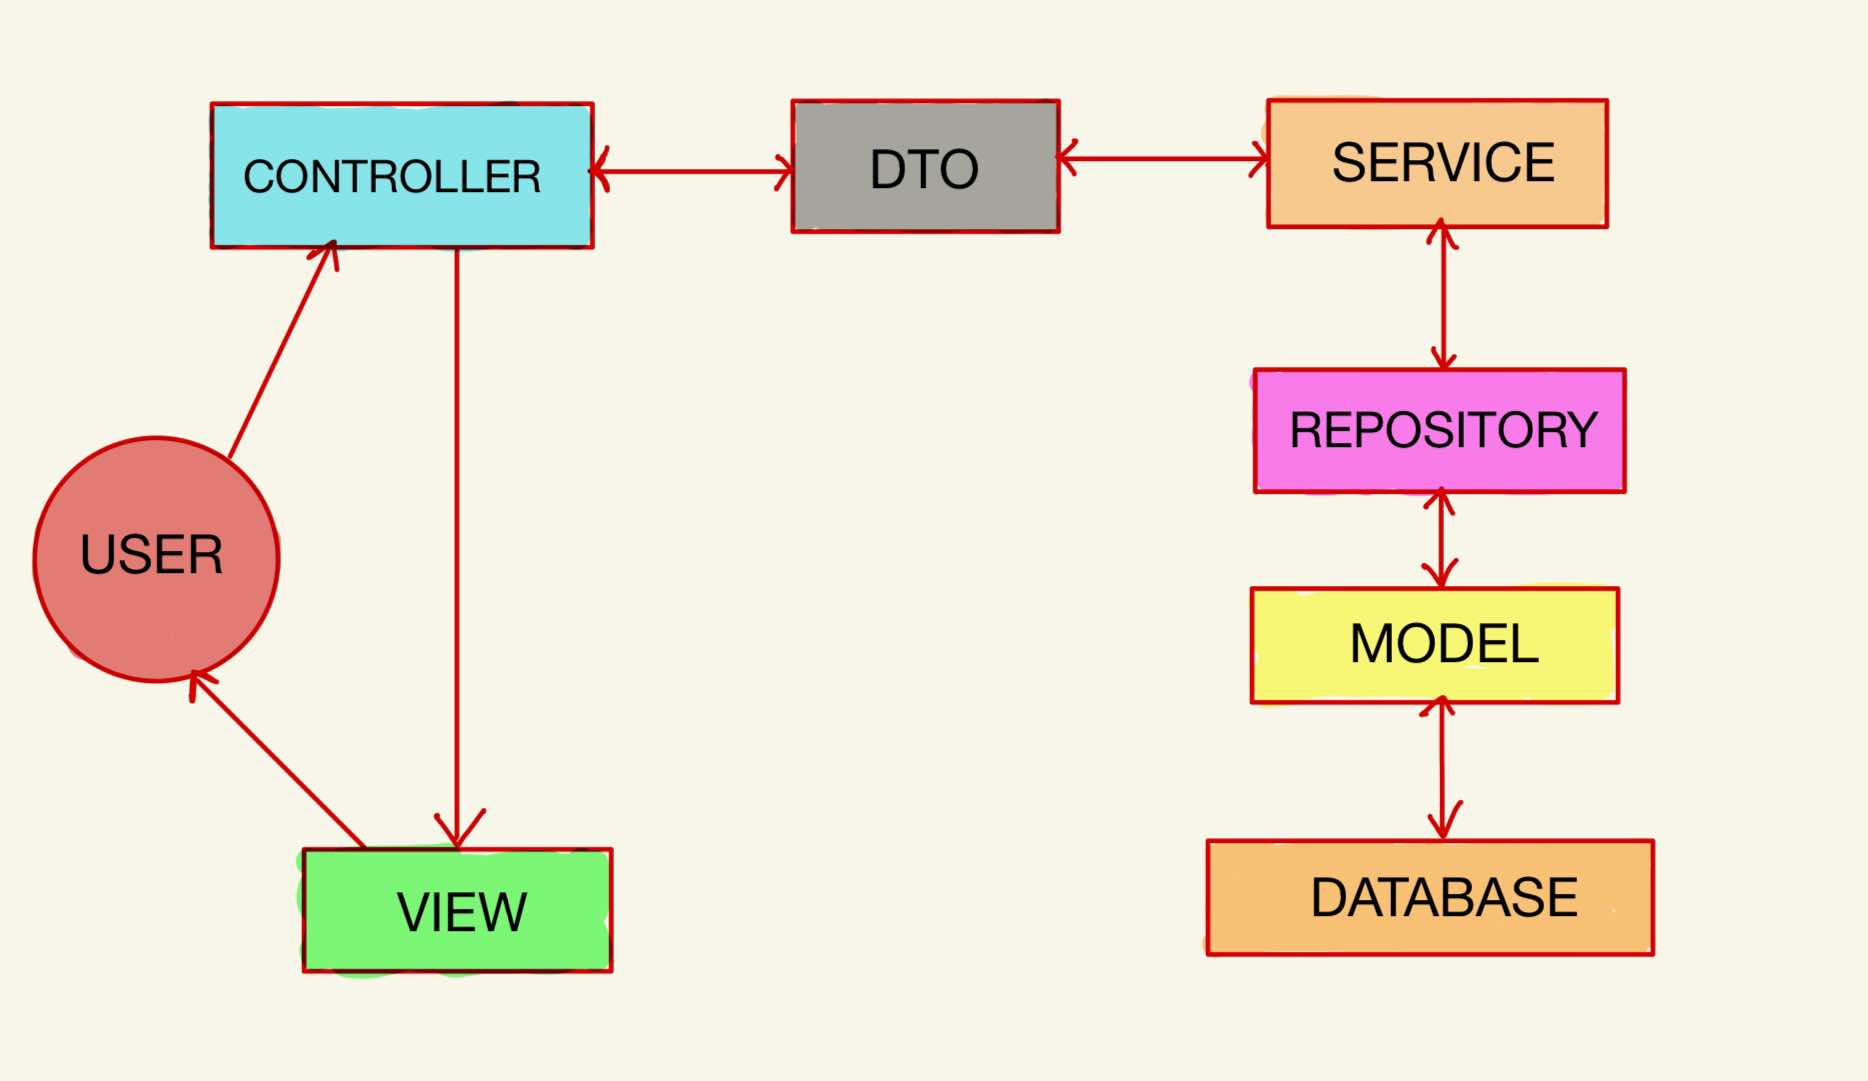 CONTROLLER
DTO
SERVICE
REPOSITORY
USER
MODEL
VIEW
DATABASE